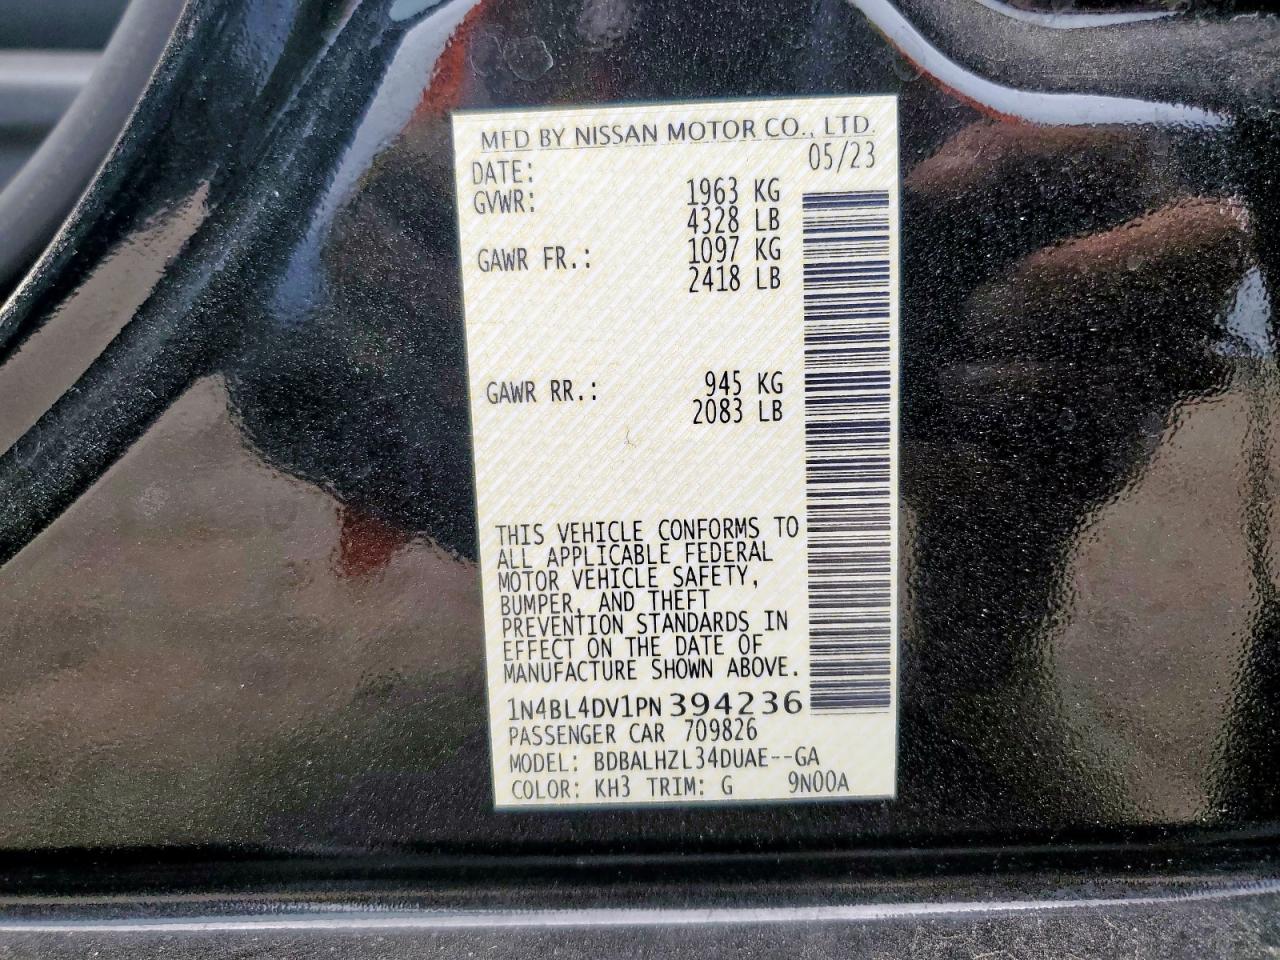 MFD BY NISSAN MOTOR CO., LTD.
DATE: 05/23
GVWR: 1963 KG
4328 LB
GAWR FR.: 1097 KG
2418 LB
GAWR RR.: 945 KG
2083 LB
THIS VEHICLE CONFORMS TO
ALL APPLICABLE FEDERAL
MOTOR VEHICLE SAFETY,
BUMPER, AND THEFT
PREVENTION STANDARDS IN
EFFECT ON THE DATE OF
MANUFACTURE SHOWN ABOVE.
1N4BL4DV1PN394236
PASSENGER CAR 709826
MODEL: BDBALHZL34DUAE--GA
COLOR: KH3 TRIM: G 9N00A